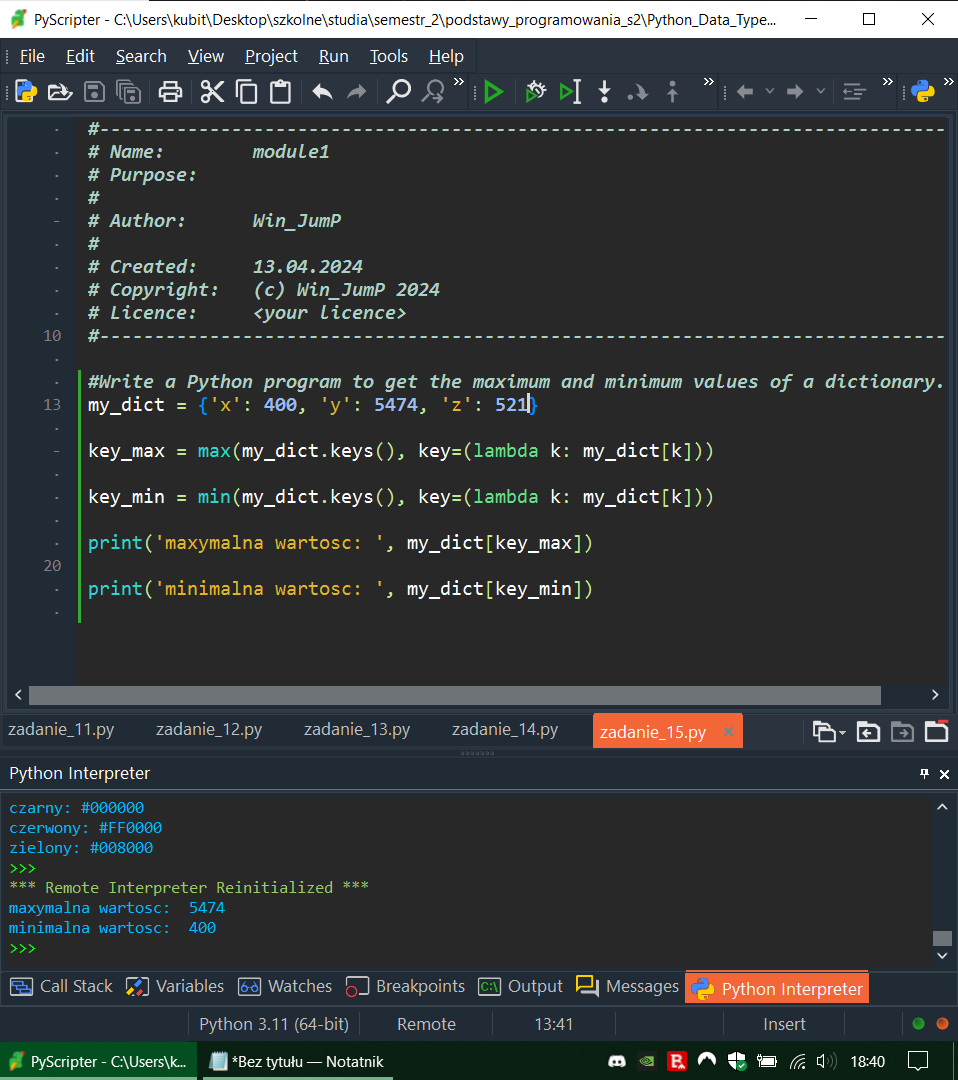 PyScripter - C:\Users\kubit\Desktop\szkolne\studia\semestr_2\podstawy_programowania_s2\Python_Data_Type...
File Edit Search View Project Run Tools Help
#-------------------------------------------------------------------------------
# Name:        module1
# Purpose:
#
# Author:      Win_JumP
#
# Created:     13.04.2024
# Copyright:   (c) Win_JumP 2024
# Licence:     <your licence>
10 #-------------------------------------------------------------------------------
#Write a Python program to get the maximum and minimum values of a dictionary.
13 my_dict = {'x': 400, 'y': 5474, 'z': 521}
key_max = max(my_dict.keys(), key=(lambda k: my_dict[k]))
key_min = min(my_dict.keys(), key=(lambda k: my_dict[k]))
print('maxymalna wartosc: ', my_dict[key_max])
20
print('minimalna wartosc: ', my_dict[key_min])
zadanie_11.py zadanie_12.py zadanie_13.py zadanie_14.py zadanie_15.py
Python Interpreter
czarny: #000000
czerwony: #FF0000
zielony: #008000
>>>
*** Remote Interpreter Reinitialized ***
maxymalna wartosc:  5474
minimalna wartosc:  400
>>>
Call Stack Variables Watches Breakpoints Output Messages Python Interpreter
Python 3.11 (64-bit) Remote 13:41 Insert
PyScripter - C:\Users\k... *Bez tytułu — Notatnik 18:40